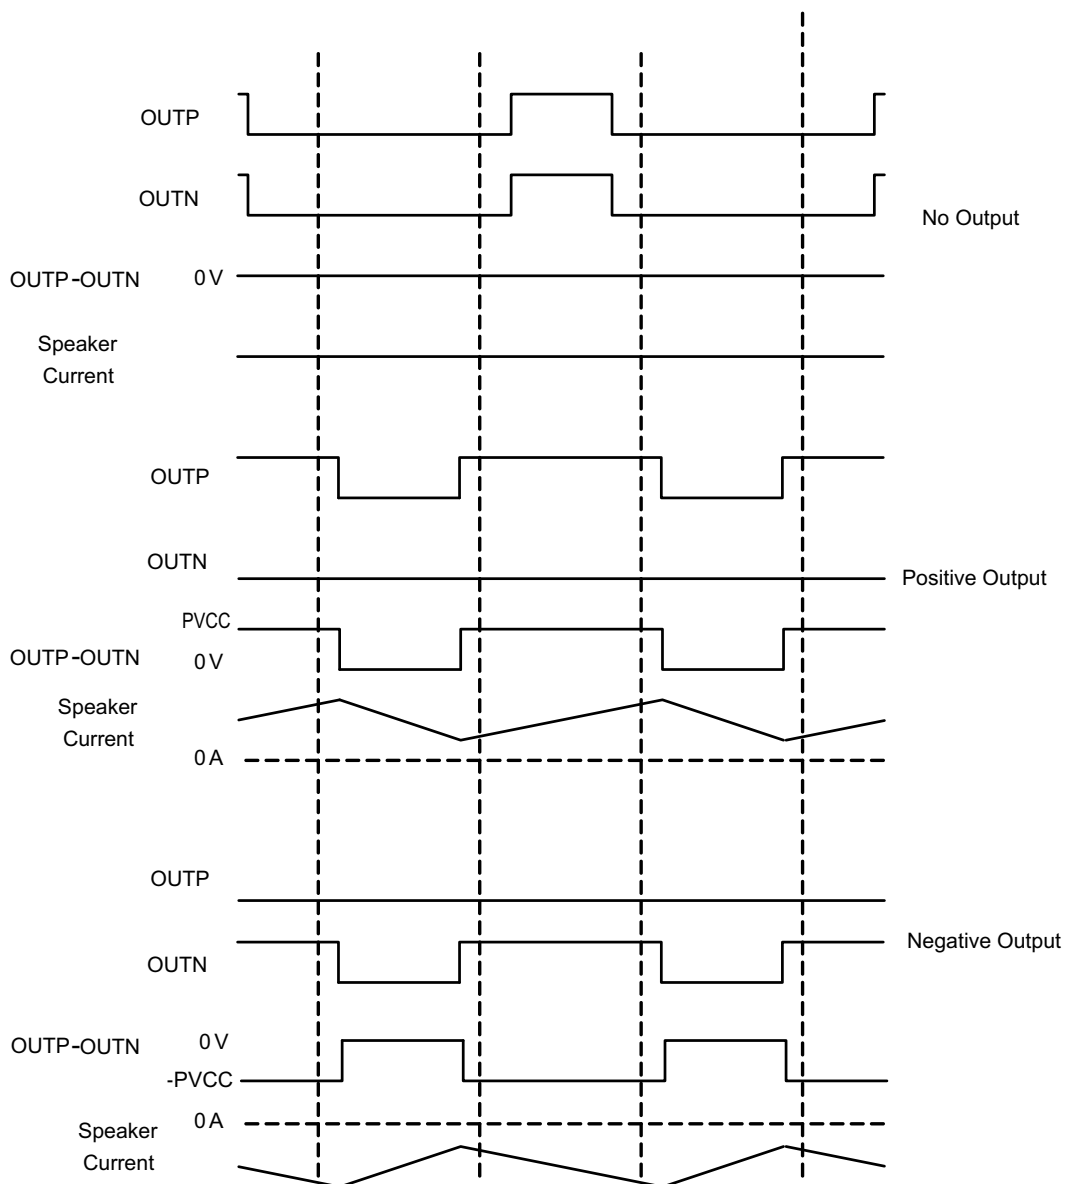 OUTP
OUTN
No Output
OUTP-OUTN 0 V
Speaker
Current
OUTP
OUTN
Positive Output
PVCC
OUTP-OUTN 0 V
Speaker
Current
0 A
OUTP
Negative Output
OUTN
OUTP-OUTN 0 V
-PVCC
0 A
Speaker
Current